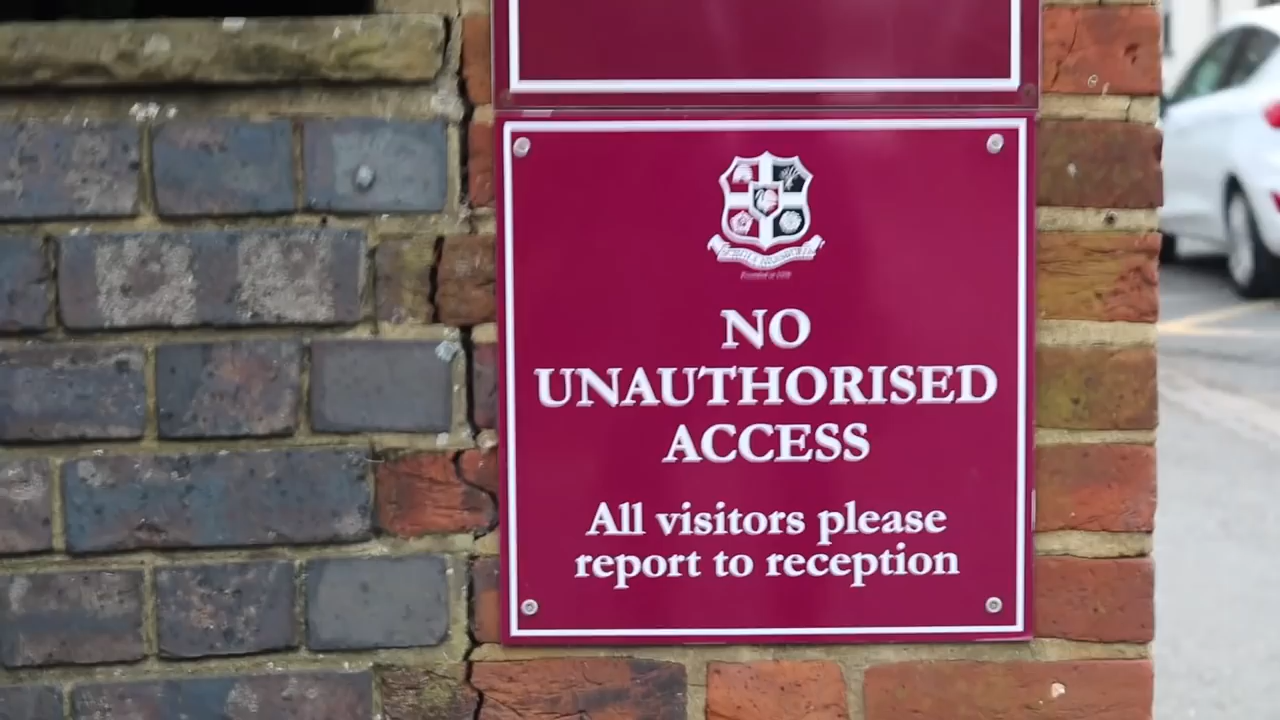 NO
UNAUTHORISED
ACCESS
All visitors please
report to reception